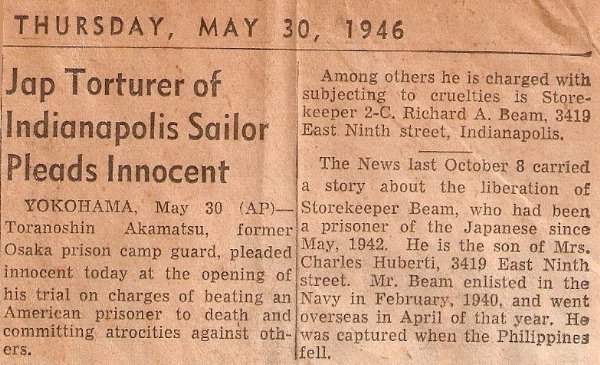 THURSDAY, MAY 30, 1946
Jap Torturer of
Indianapolis Sailor
Pleads Innocent
YOKOHAMA, May 30 (AP)—
Toranoshin Akamatsu, former
Osaka prison camp guard, pleaded
innocent today at the opening of
his trial on charges of beating an
American prisoner to death and
committing atrocities against oth-
ers.
Among others he is charged with
subjecting to cruelties is Store-
keeper 2-C, Richard A. Beam, 3419
East Ninth street, Indianapolis.
The News last October 8 carried
a story about the liberation of
Storekeeper Beam, who had been
a prisoner of the Japanese since
May, 1942. He is the son of Mrs.
Charles Huberti, 3419 East Ninth
street. Mr. Beam enlisted in the
Navy in February, 1940, and went
overseas in April of that year. He
was captured when the Philippines
fell.